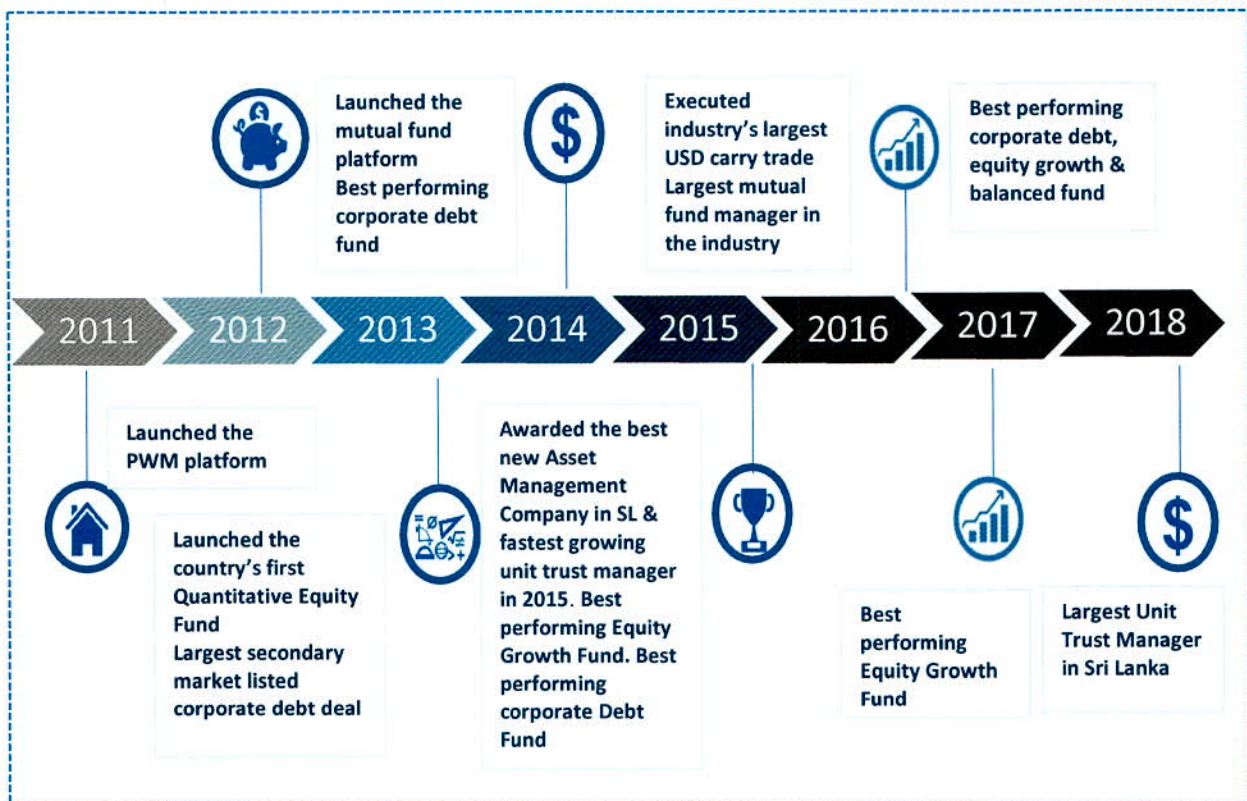 Launched the
mutual fund
platform
Best performing
corporate debt
fund
$
Executed
industry's largest
USD carry trade
Largest mutual
fund manager in
the industry
Best performing
corporate debt,
equity growth &
balanced fund
2011
2012
2013
2014
2015
2016
2017
2018
Launched the
PWM platform
Launched the
country's first
Quantitative Equity
Fund
Largest secondary
market listed
corporate debt deal
Awarded the best
new Asset
Management
Company in SL &
fastest growing
unit trust manager
in 2015. Best
performing Equity
Growth Fund. Best
performing
corporate Debt
Fund
Best
performing
Equity Growth
Fund
$
Largest Unit
Trust Manager
in Sri Lanka